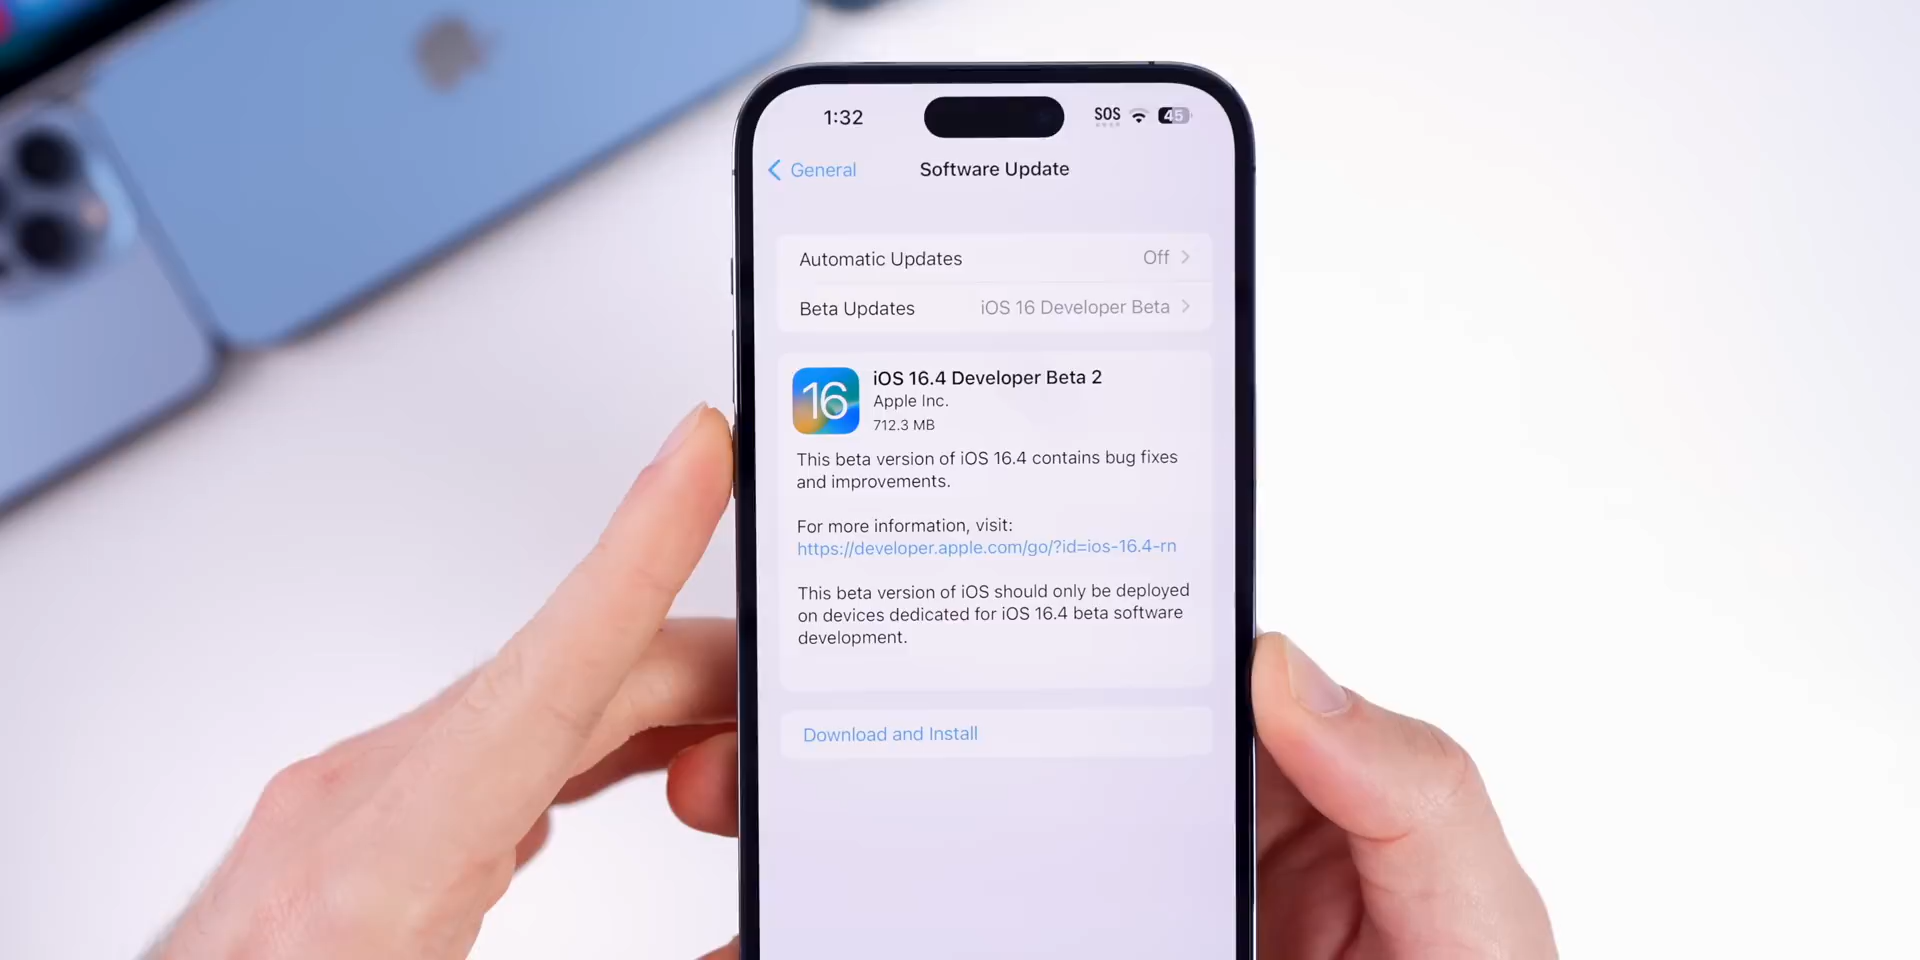 1:32
SOS
45
General
Software Update
Automatic Updates Off
Beta Updates iOS 16 Developer Beta
16
iOS 16.4 Developer Beta 2
Apple Inc.
712.3 MB
This beta version of iOS 16.4 contains bug fixes
and improvements.
For more information, visit:
https://developer.apple.com/go/?id=ios-16.4-rn
This beta version of iOS should only be deployed
on devices dedicated for iOS 16.4 beta software
development.
Download and Install